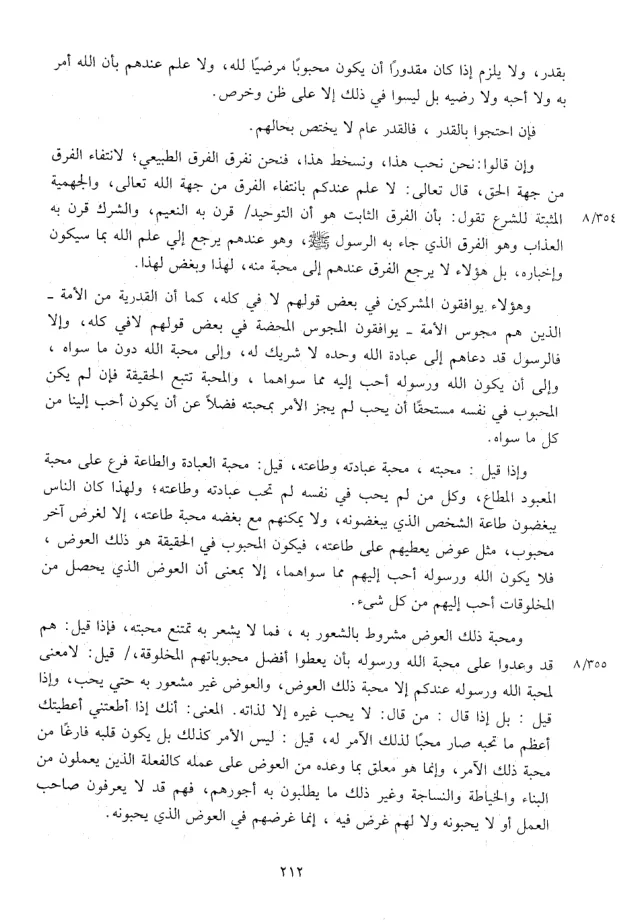 بقدر، ولا يلزم إذا كان مقدورًا أن يكون محبوبًا مرضيًا لله، ولا علم عندهم بأن الله أمر
به ولا أحبه ولا رضيه بل ليسوا في ذلك إلا على ظن وخرص.
فإن احتجوا بالقدر ، فالقدر عام لا يختص بحالهم.
وإن قالوا:نحن نحب هذا، ونسخط هذا، فنحن نفرق الفرق الطبيعي؛ لانتفاء الفرق
من جهة الحق، قال تعالى: لا علم عندكم بانتفاء الفرق من جهة الله تعالى، والجهمية
المثبتة للشرع تقول: بأن الفرق الثابت هو أن التوحيد/ قرن به النعيم، والشرك قرن به
٨/٣٥٤
العذاب وهو الفرق الذي جاء به الرسول ﷺ، وهو عندهم يرجع إلي علم الله بما سيكون
وإخباره، بل هؤلاء لا يرجع الفرق عندهم إلى محبة منه، لهذا وبغض لهذا.
وهؤلاء يوافقون المشركين في بعض قولهم لا في كله، كما أن القدرية من الأمة ـ
الذين هم مجوس الأمة ـ يوافقون المجوس المحضة في بعض قولهم لافي كله، وإلا
فالرسول قد دعاهم إلى عبادة الله وحده لا شريك له، وإلى محبة الله دون ما سواه ،
وإلى أن يكون الله ورسوله أحب إليه مما سواهما ، والمحبة تتبع الحقيقة فإن لم يكن
المحبوب في نفسه مستحقًا أن يحب لم يجز الأمر بمحبته فضلاً عن أن يكون أحب إلينا من
كل ما سواه.
وإذا قيل : محبته ، محبة عبادته وطاعته، قيل: محبة العبادة والطاعة فرع على محبة
المعبود المطاع، وكل من لم يحب في نفسه لم تحب عبادته وطاعته؛ ولهذا كان الناس
يبغضون طاعة الشخص الذي يبغضونه، ولا يمكنهم مع بغضه محبة طاعته، إلا لغرض آخر
محبوب، مثل عوض يعطيهم على طاعته، فيكون المحبوب في الحقيقة هو ذلك العوض ،
فلا يكون الله ورسوله أحب إليهم مما سواهما، إلا بمعنى أن العوض الذي يحصل من
المخلوقات أحب إليهم من كل شىء.
ومحبة ذلك العوض مشروط بالشعور به ، فما لا يشعر به تمتنع محبته، فإذا قيل: هم
قد وعدوا على محبة الله ورسوله بأن يعطوا أفضل محبوباتهم المخلوقة،/ قيل: لامعنى
٨/٣٥٥
لمحبة الله ورسوله عندكم إلا محبة ذلك العوض، والعوض غير مشعور به حتي يحب، وإذا
قيل : بل إذا قال : من قال: لا يحب غيره إلا لذاته. المعنى: أنك إذا أطعتني أعطيتك
أعظم ما تحبه صار محبًا لذلك الآمر له، قيل : ليس الأمر كذلك بل يكون قلبه فارغًا من
محبة ذلك الآمر، وإنما هو معلق بما وعده من العوض على عمله كالفعلة الذين يعملون من
البناء والخياطة والنساجة وغير ذلك ما يطلبون به أجورهم، فهم قد لا يعرفون صاحب
العمل أو لا يحبونه ولا لهم غرض فيه ، إنما غرضهم في العوض الذي يحبونه.
٢١٢